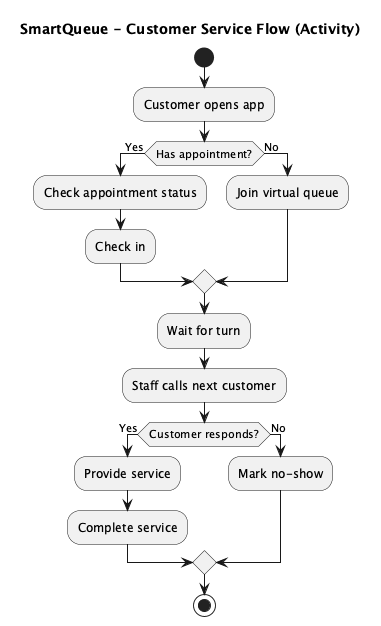 SmartQueue – Customer Service Flow (Activity)
Customer opens app
Yes
Has appointment?
No
Check appointment status
Join virtual queue
Check in
Wait for turn
Staff calls next customer
Yes
Customer responds?
No
Provide service
Mark no-show
Complete service